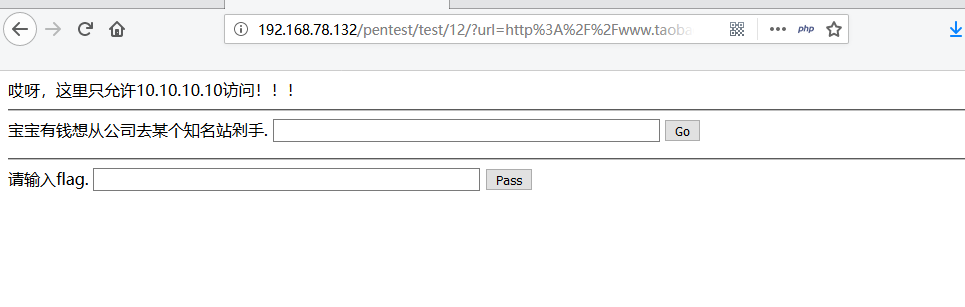 192.168.78.132/pentest/test/12/?url=http%3A%2F%2Fwww.taoba
php
哎呀，这里只允许10.10.10.10访问！！！
宝宝有钱想从公司去某个知名站剁手. Go
请输入flag. Pass